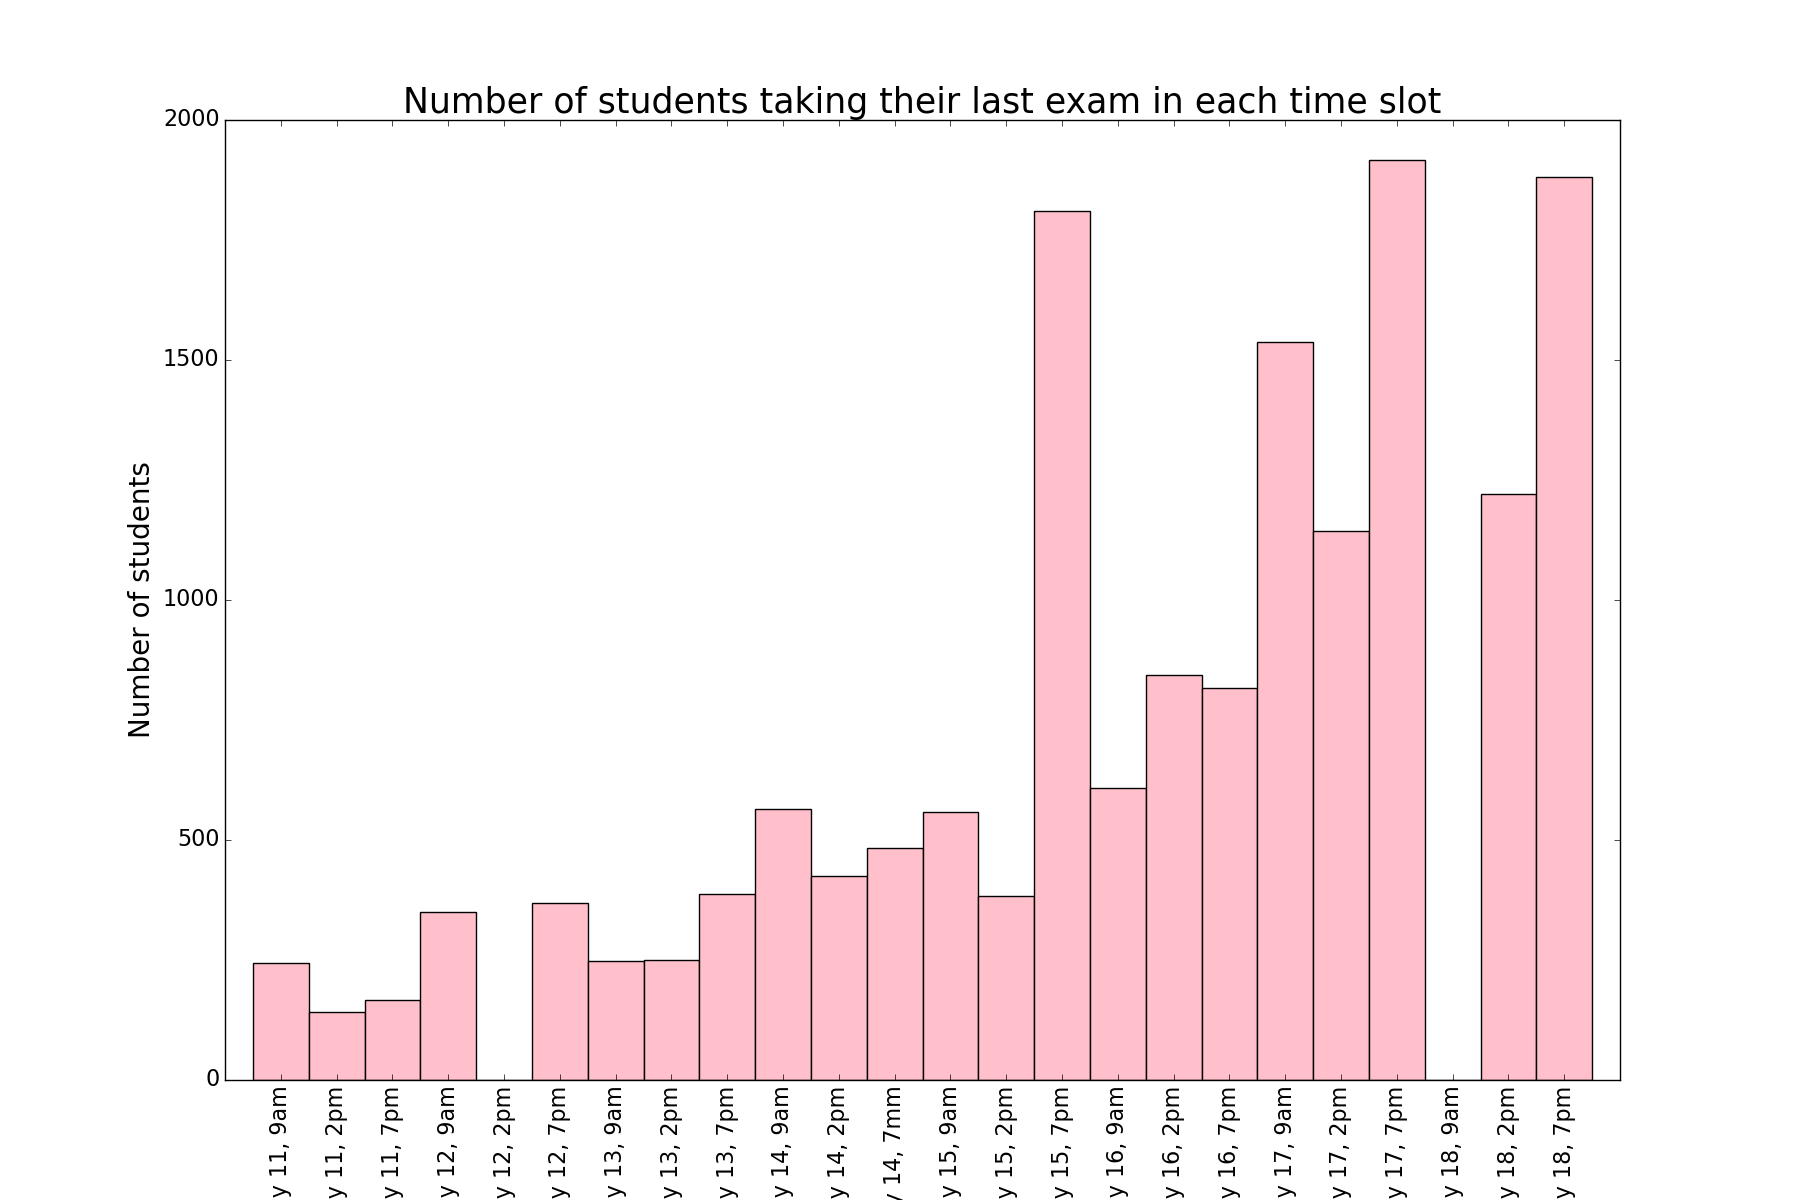 Number of students taking their last exam in each time slot
Number of students
2000
1500
1000
500
0
y 11, 9am
y 11, 2pm
y 11, 7pm
y 12, 9am
y 12, 2pm
y 12, 7pm
y 13, 9am
y 13, 2pm
y 13, 7pm
y 14, 9am
y 14, 2pm
y 14, 7mm
y 15, 9am
y 15, 2pm
y 15, 7pm
y 16, 9am
y 16, 2pm
y 16, 7pm
y 17, 9am
y 17, 2pm
y 17, 7pm
y 18, 9am
y 18, 2pm
y 18, 7pm